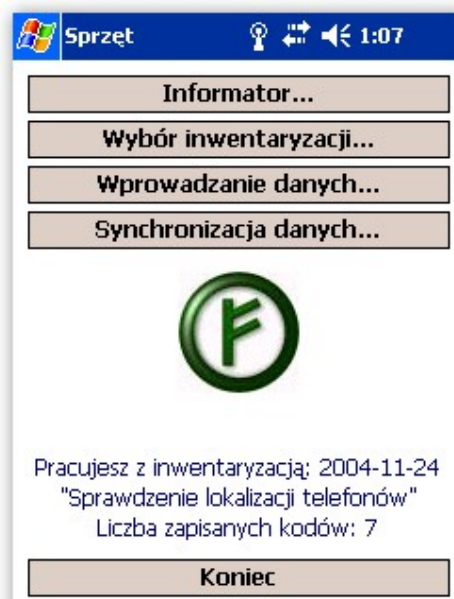 Sprzęt 1:07
Informator...
Wybór inwentaryzacji...
Wprowadzanie danych...
Synchronizacja danych...
Pracujesz z inwentaryzacją: 2004-11-24
"Sprawdzenie lokalizacji telefonów"
Liczba zapisanych kodów: 7
Koniec